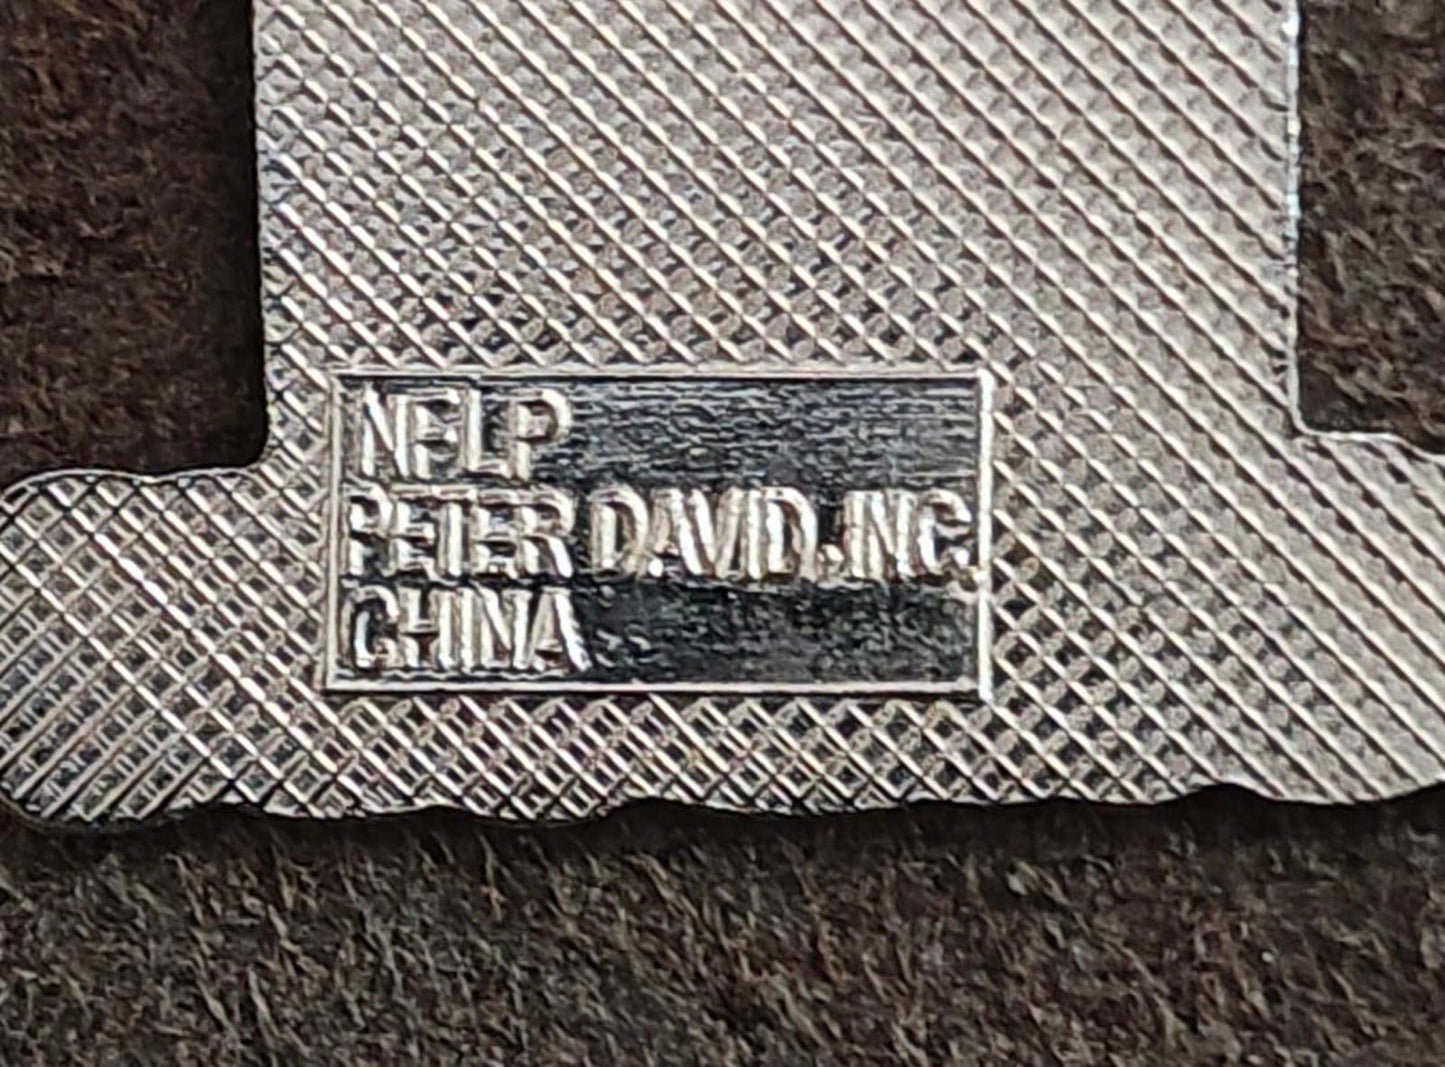 NFLP
PETER DAVID, INC.
CHINA